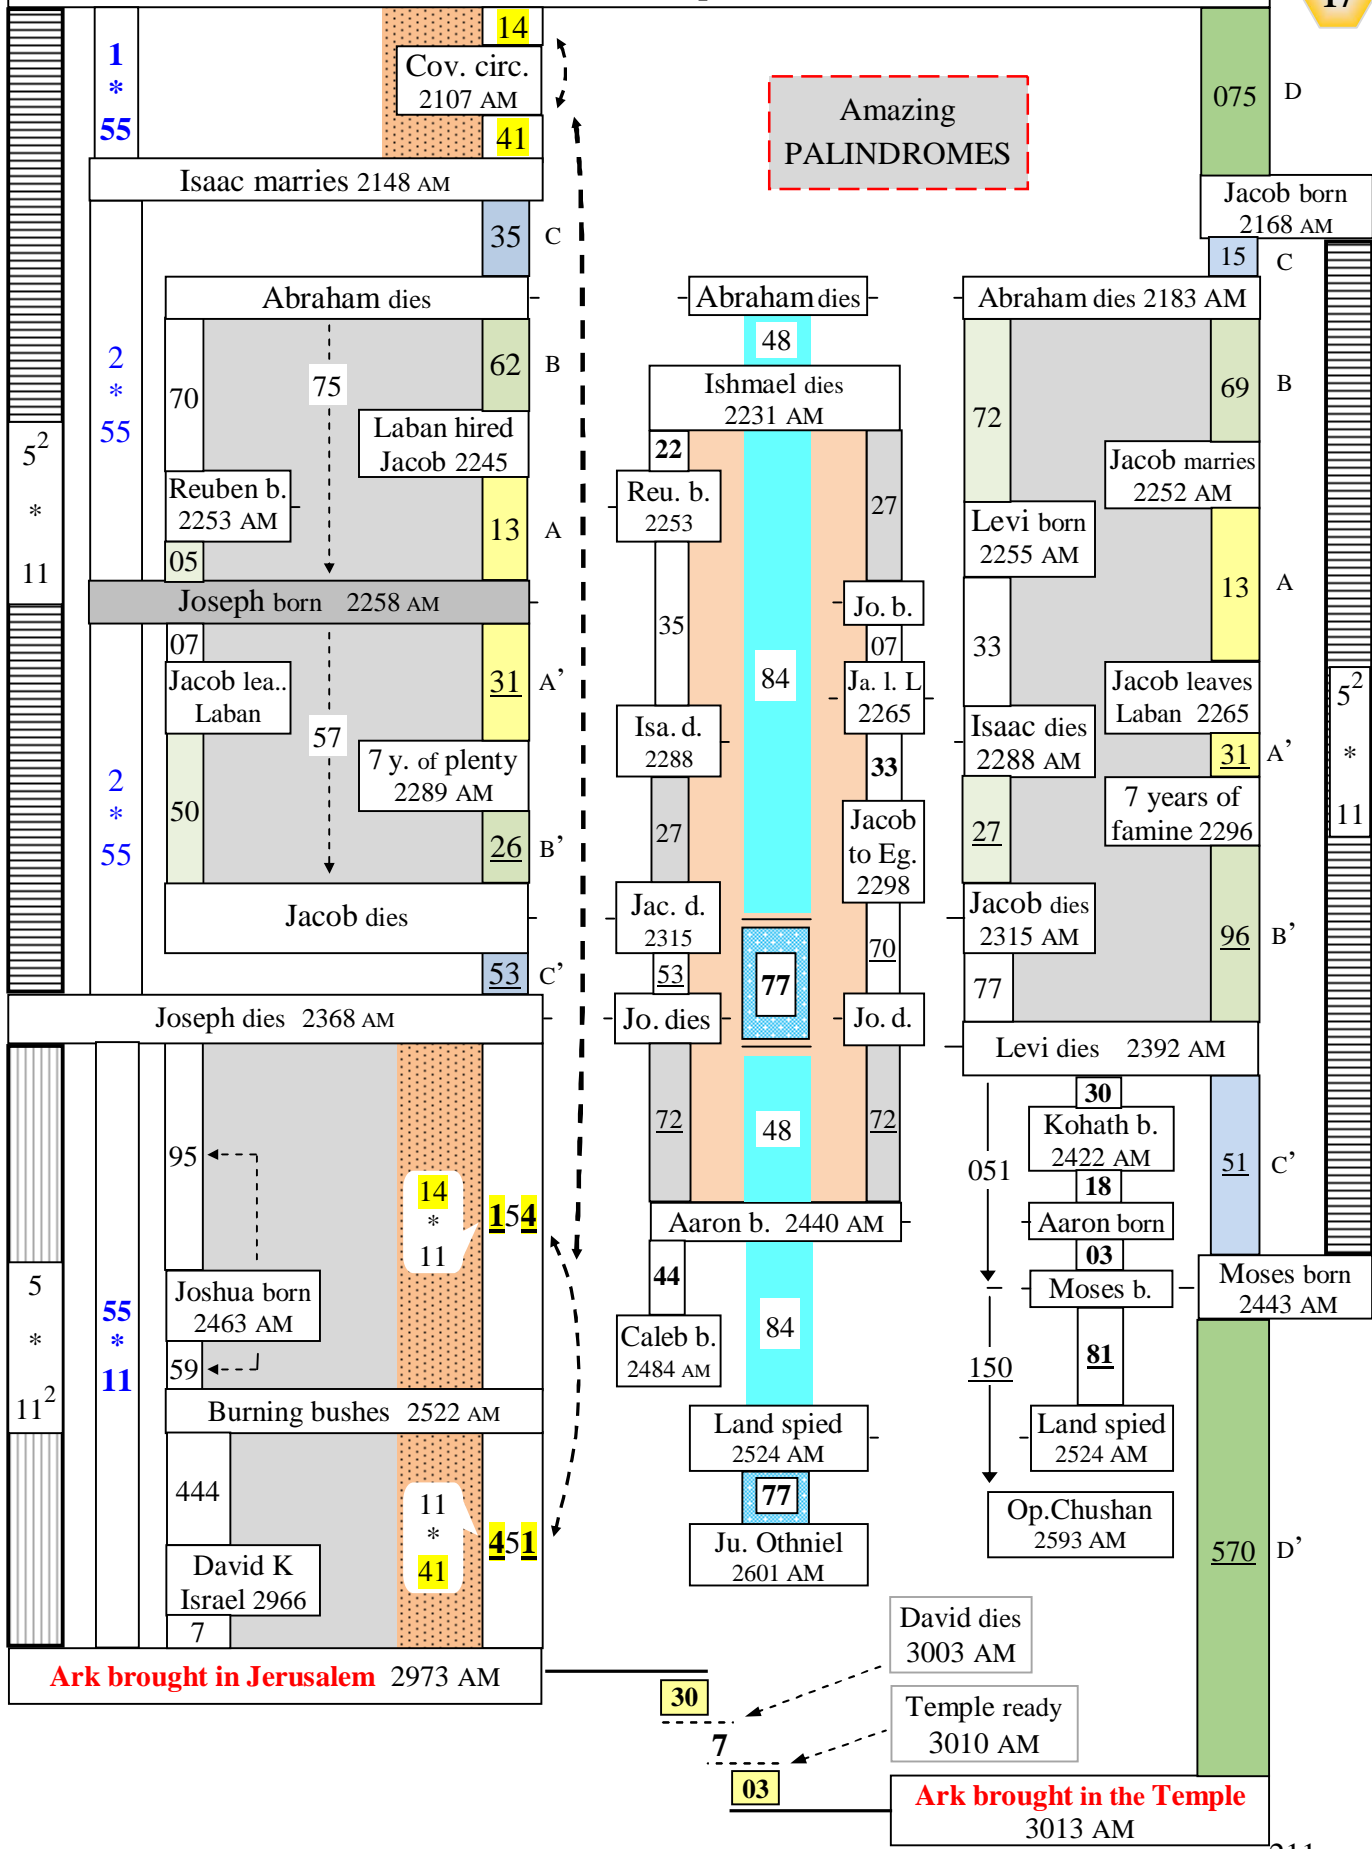 17
1
*
55
14
Cov. circ.
2107 AM
41
Isaac marries 2148 AM
35 C
Abraham dies
2
*
55
70
75
62 B
Laban hired
Jacob 2245
5²
*
11
Reuben b.
2253 AM
13 A
05
Joseph born 2258 AM
07
Jacob lea..
Laban
31 A’
57
7 y. of plenty
2289 AM
2
*
55
50
26 B’
Jacob dies
53 C’
Joseph dies 2368 AM
95
14
*
11
154
5
*
11²
55
*
11
Joshua born
2463 AM
59
Burning bushes 2522 AM
444
11
*
41
451
David K
Israel 2966
7
Ark brought in Jerusalem 2973 AM
Amazing
PALINDROMES
Abraham dies
48
Ishmael dies
2231 AM
22
Reu. b.
2253
27
35
Jo. b.
07
84
Ja. l. L
2265
Isa. d.
2288
33
27
Jacob
to Eg.
2298
Jac. d.
2315
53
77
70
Jo. dies
Jo. d.
72
48
72
Aaron b. 2440 AM
44
84
Caleb b.
2484 AM
Land spied
2524 AM
77
Ju. Othniel
2601 AM
075 D
Jacob born
2168 AM
15 C
Abraham dies 2183 AM
72
69 B
Jacob marries
2252 AM
Levi born
2255 AM
13 A
33
Jacob leaves
Laban 2265
Isaac dies
2288 AM
31 A’
5²
*
11
27
7 years of
famine 2296
Jacob dies
2315 AM
96 B’
77
Levi dies 2392 AM
30
Kohath b.
2422 AM
051
51 C’
18
Aaron born
03
Moses b.
Moses born
2443 AM
81
150
Land spied
2524 AM
Op.Chushan
2593 AM
570 D’
David dies
3003 AM
30
Temple ready
3010 AM
7
03
Ark brought in the Temple
3013 AM